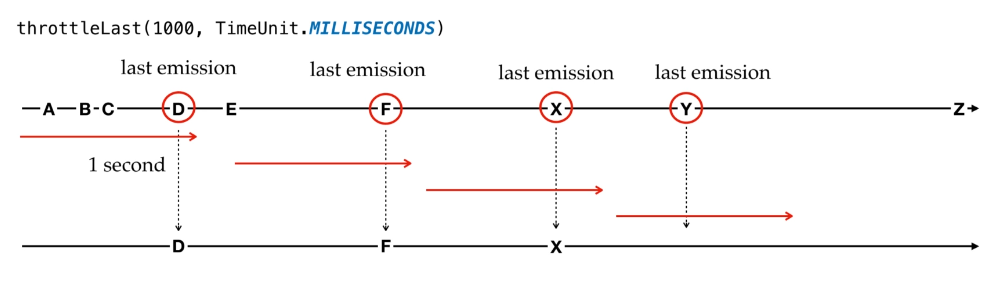 throttleLast(1000, TimeUnit.MILLISECONDS)
last emission last emission last emission last emission
A B C D E F X Y Z
1 second
D F X